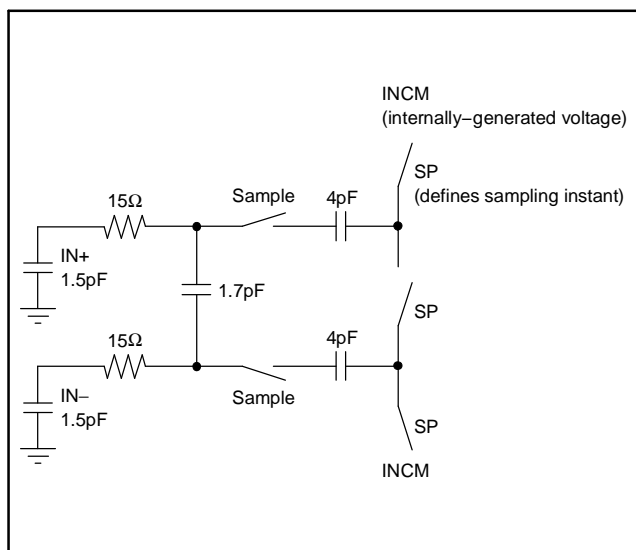 INCM
(internally−generated voltage)
SP
(defines sampling instant)
Sample
4pF
15Ω
IN+
1.5pF
1.7pF
SP
15Ω
4pF
Sample
IN−
1.5pF
SP
INCM